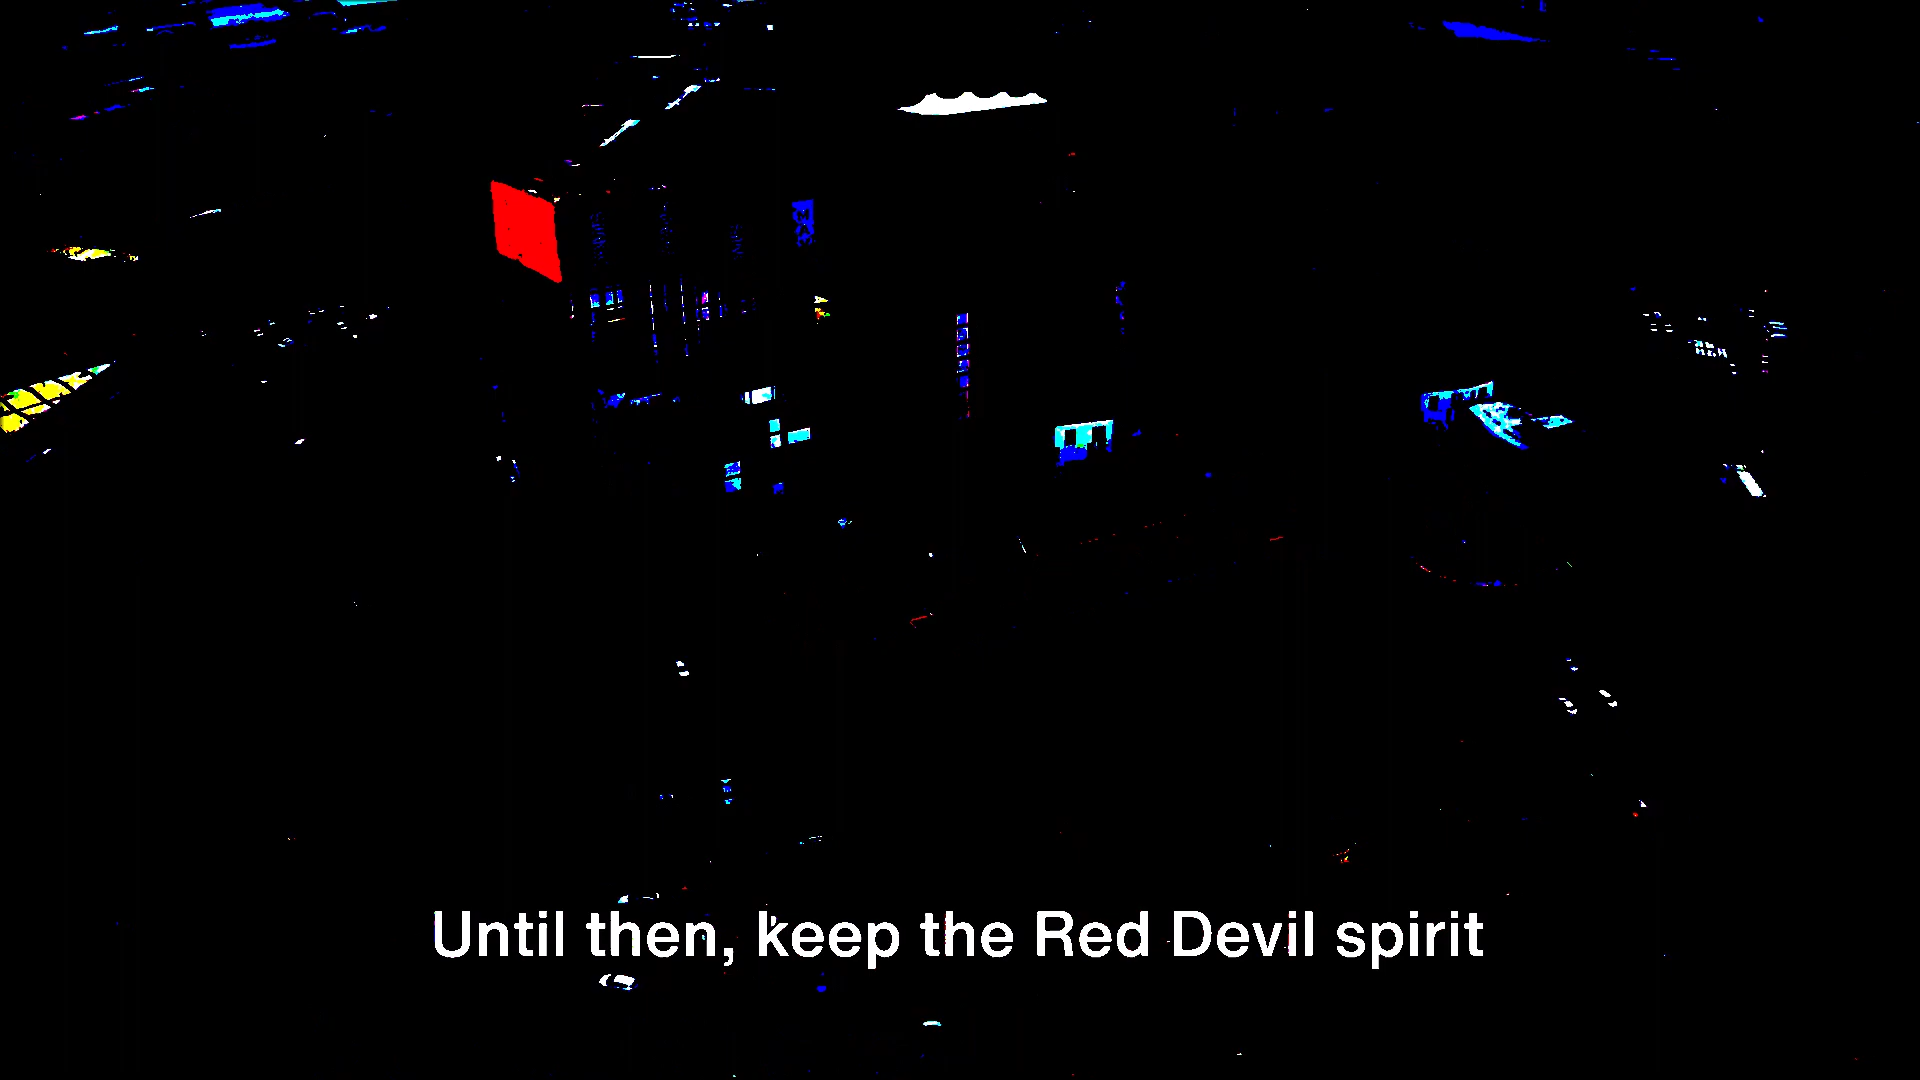 Until then, keep the Red Devil spirit